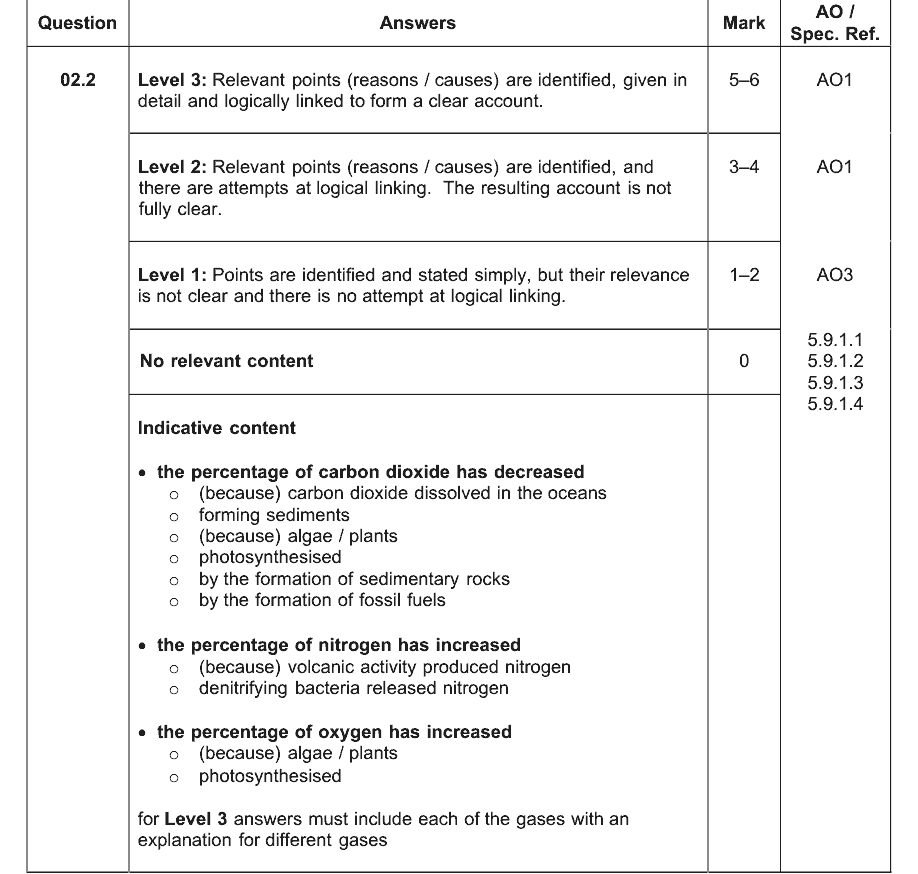 Question Answers Mark AO /
Spec. Ref.
02.2 Level 3: Relevant points (reasons / causes) are identified, given in 5–6 AO1
detail and logically linked to form a clear account.
Level 2: Relevant points (reasons / causes) are identified, and 3–4 AO1
there are attempts at logical linking. The resulting account is not
fully clear.
Level 1: Points are identified and stated simply, but their relevance 1–2 AO3
is not clear and there is no attempt at logical linking.
No relevant content 0
5.9.1.1
5.9.1.2
5.9.1.3
5.9.1.4
Indicative content
• the percentage of carbon dioxide has decreased
o (because) carbon dioxide dissolved in the oceans
o forming sediments
o (because) algae / plants
o photosynthesised
o by the formation of sedimentary rocks
o by the formation of fossil fuels
• the percentage of nitrogen has increased
o (because) volcanic activity produced nitrogen
o denitrifying bacteria released nitrogen
• the percentage of oxygen has increased
o (because) algae / plants
o photosynthesised
for Level 3 answers must include each of the gases with an
explanation for different gases